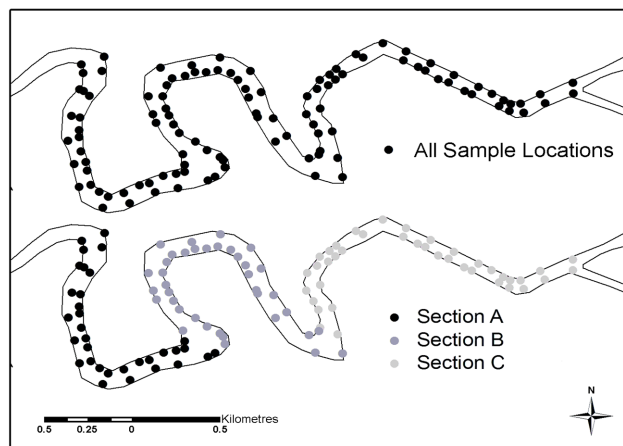 All Sample Locations
Section A
Section B
Section C
N
Kilometres
0.5 0.25 0 0.5